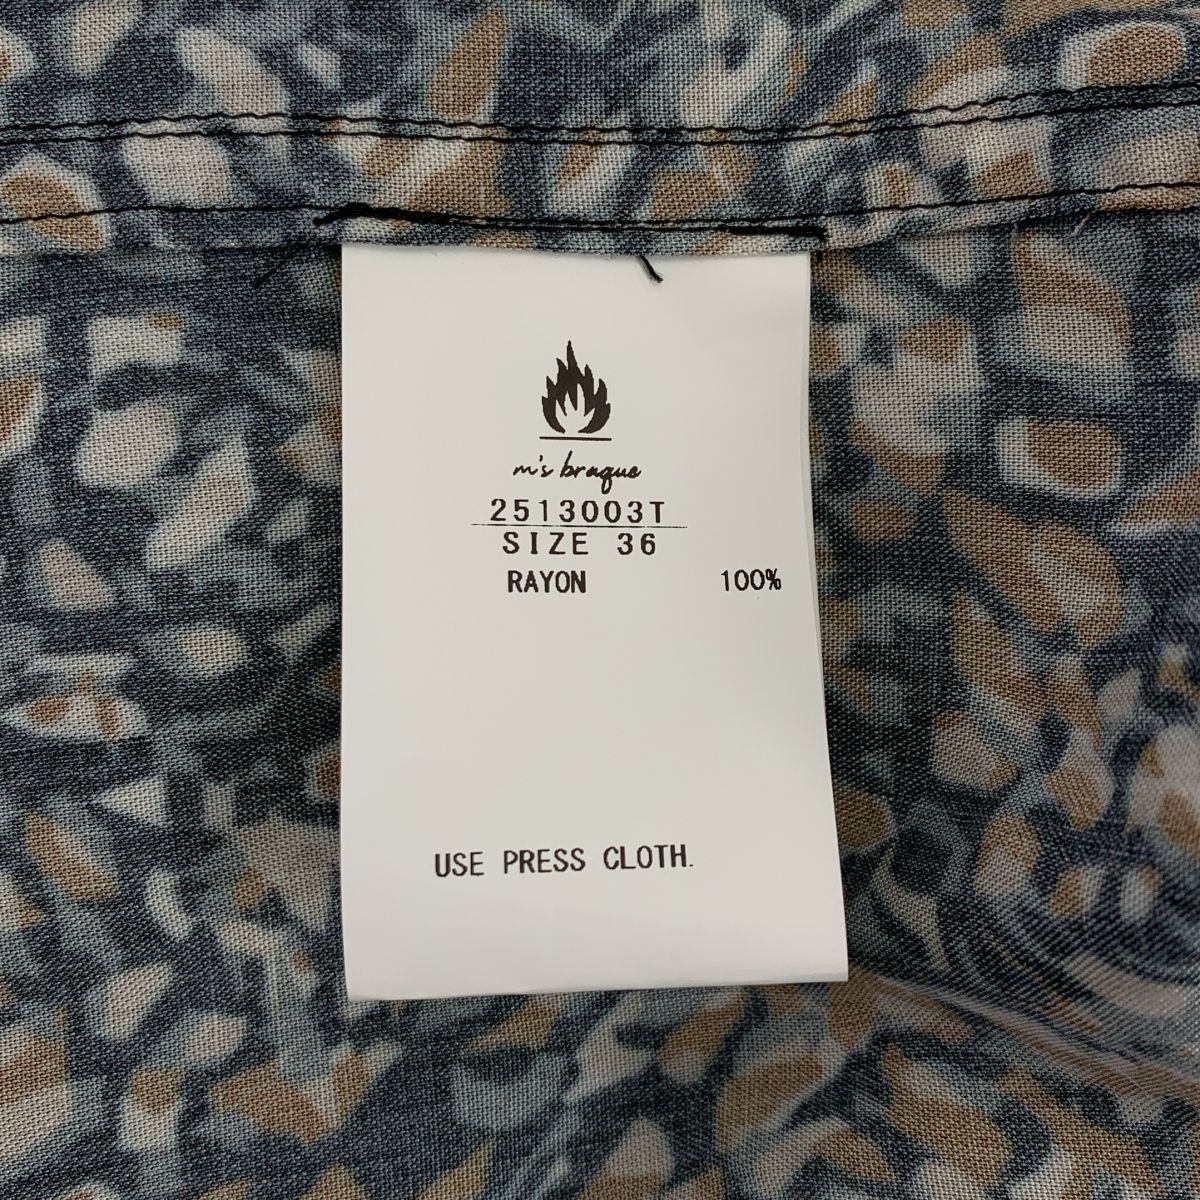 m's braque
2513003T
SIZE 36
RAYON 100%
USE PRESS CLOTH.